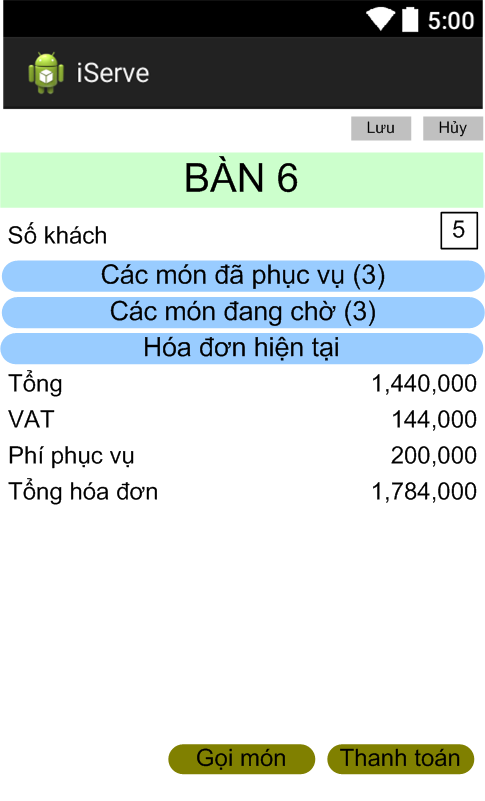 5:00
iServe
Lưu Hủy
BÀN 6
Số khách 5
Các món đã phục vụ (3)
Các món đang chờ (3)
Hóa đơn hiện tại
Tổng 1,440,000
VAT 144,000
Phí phục vụ 200,000
Tổng hóa đơn 1,784,000
Gọi món Thanh toán